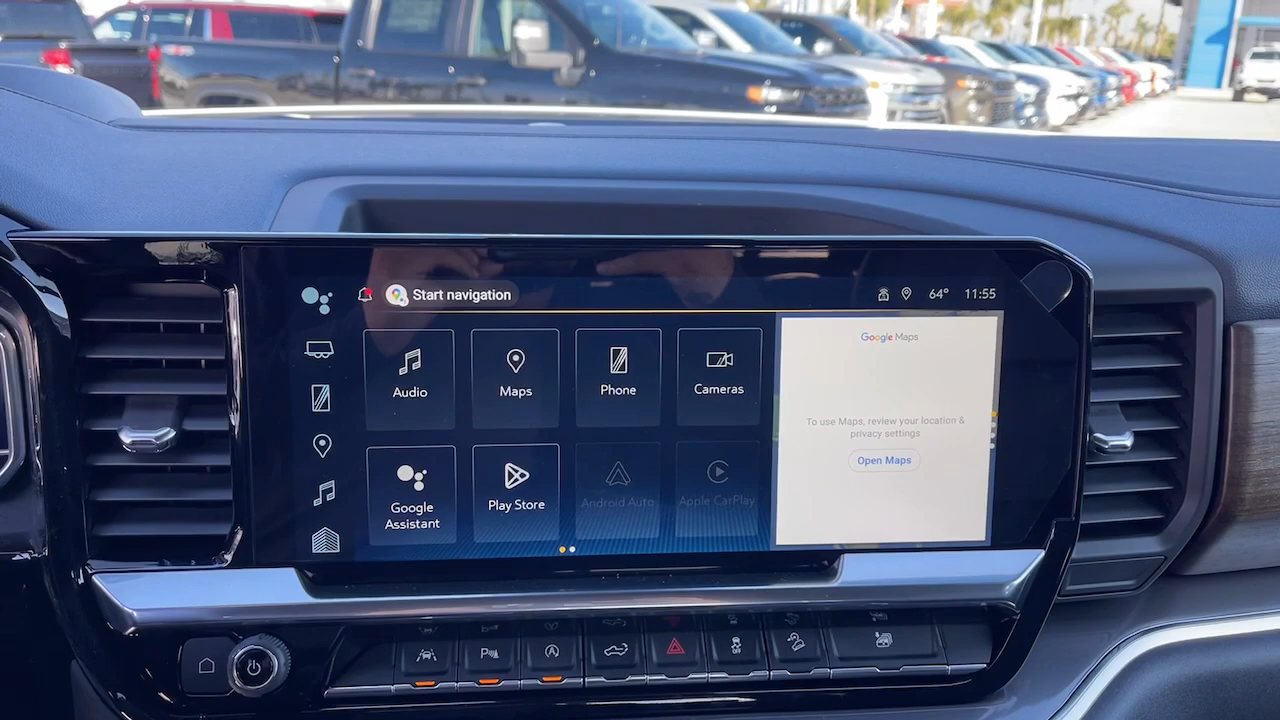 Start navigation
64° 11:55
Audio
Maps
Phone
Cameras
Google Maps
To use Maps, review your location &
privacy settings
Open Maps
Google
Assistant
Play Store
Android Auto
Apple CarPlay
OFF